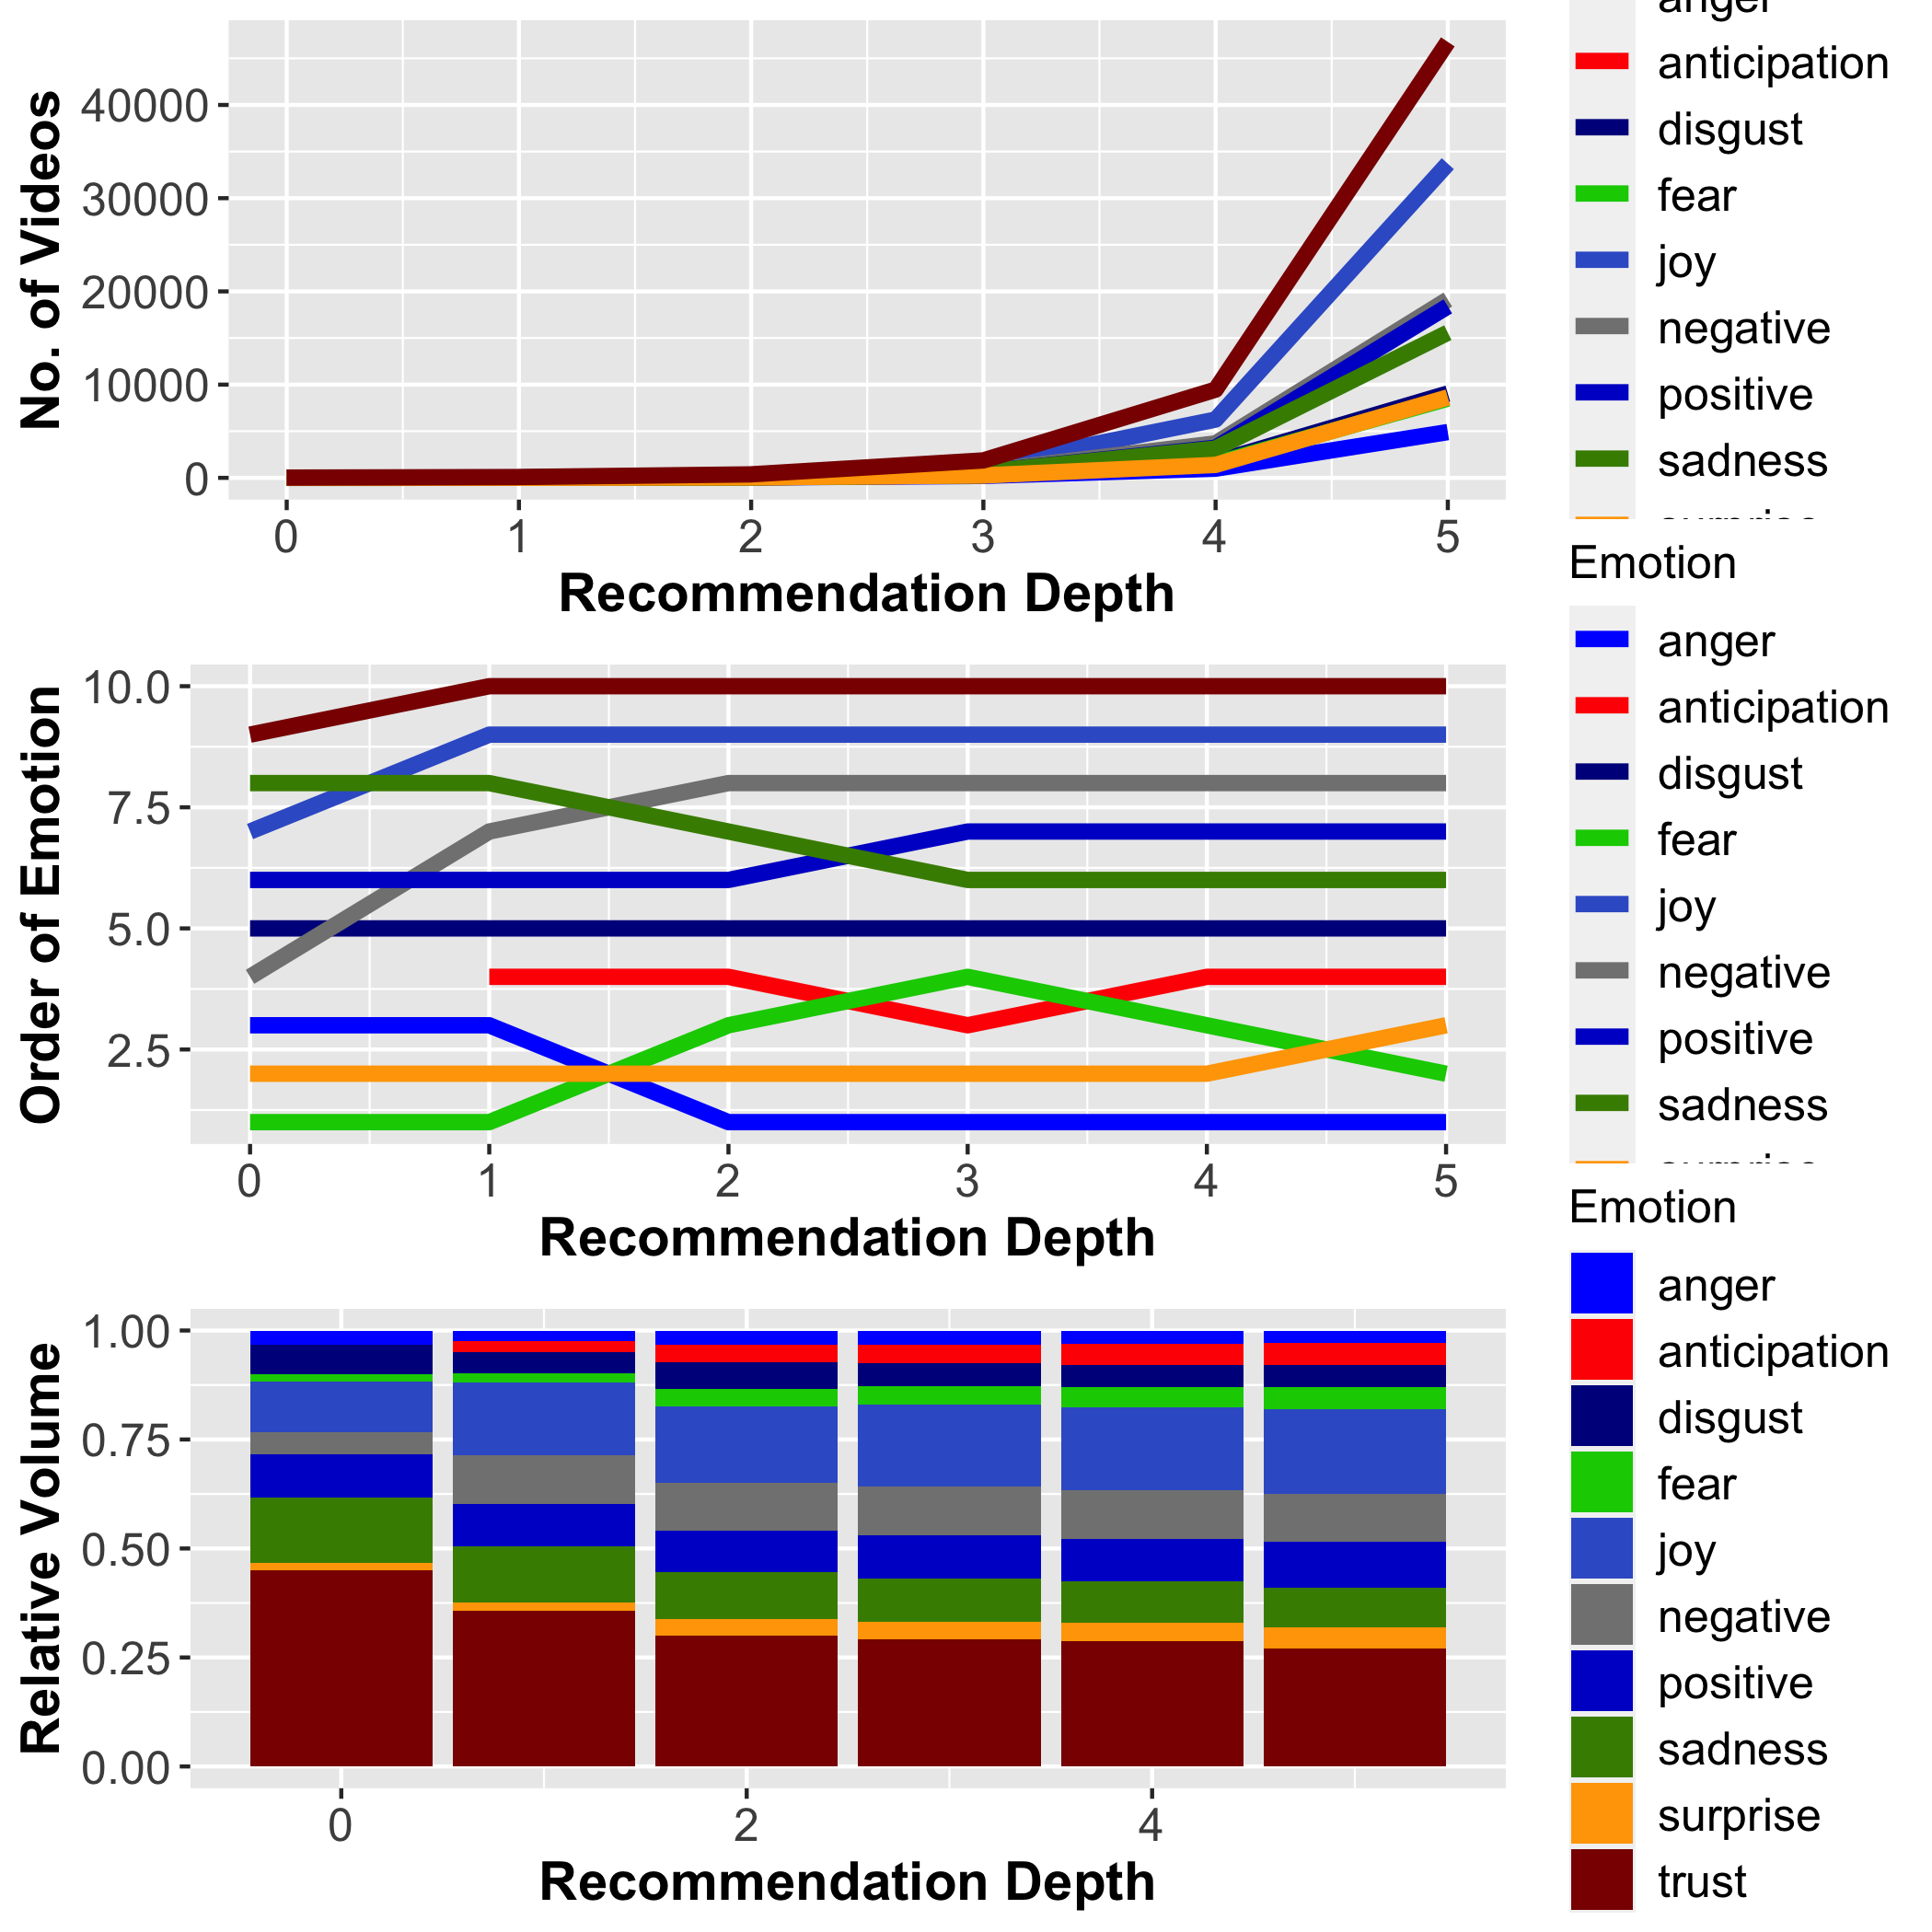 No. of Videos
40000
30000
20000
10000
0
0 1 2 3 4 5
Recommendation Depth
anger
anticipation
disgust
fear
joy
negative
positive
sadness
Order of Emotion
10.0
7.5
5.0
2.5
0 1 2 3 4 5
Recommendation Depth
Emotion
anger
anticipation
disgust
fear
joy
negative
positive
sadness
Relative Volume
1.00
0.75
0.50
0.25
0.00
0 2 4
Recommendation Depth
Emotion
anger
anticipation
disgust
fear
joy
negative
positive
sadness
surprise
trust